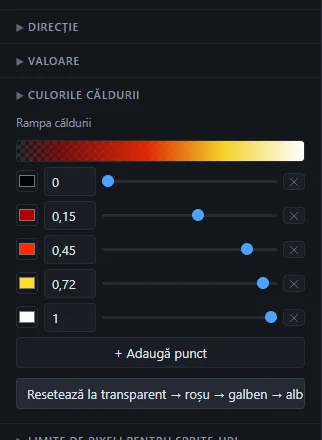 ▶ DIRECȚIE
▶ VALOARE
▶ CULORILE CĂLDURII
Rampa căldurii
0
0,15
0,45
0,72
1
+ Adaugă punct
Resetează la transparent → roșu → galben → alb